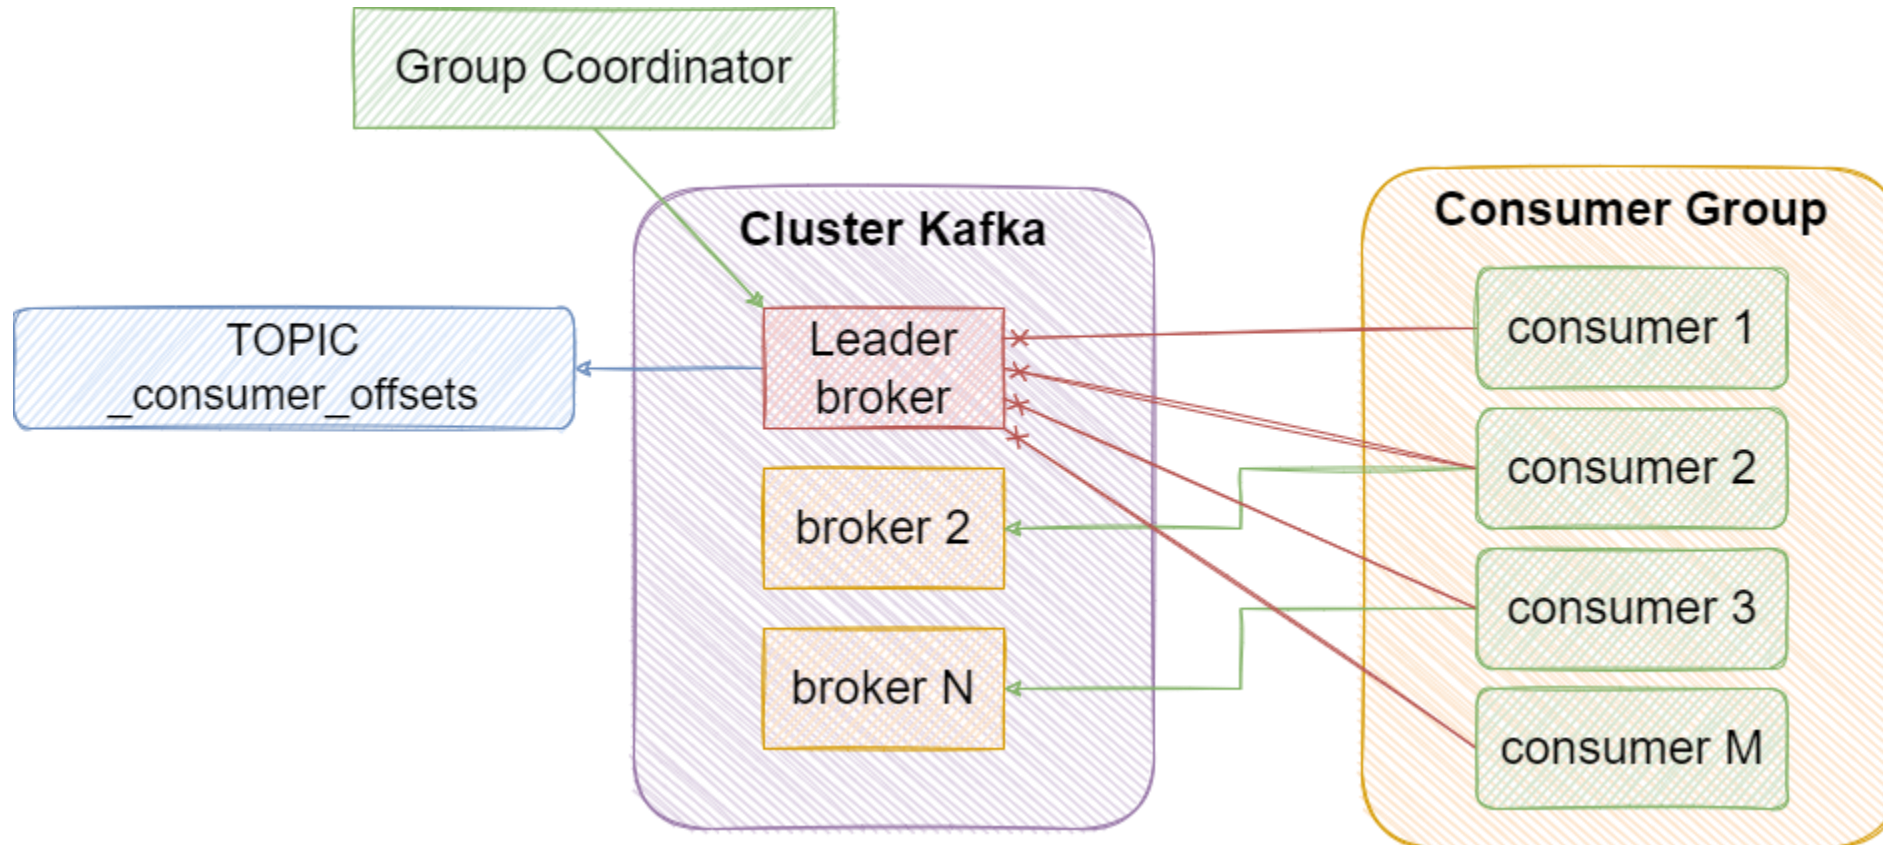 Group Coordinator
Cluster Kafka
Consumer Group
TOPIC
_consumer_offsets
Leader
broker
broker 2
broker N
consumer 1
consumer 2
consumer 3
consumer M